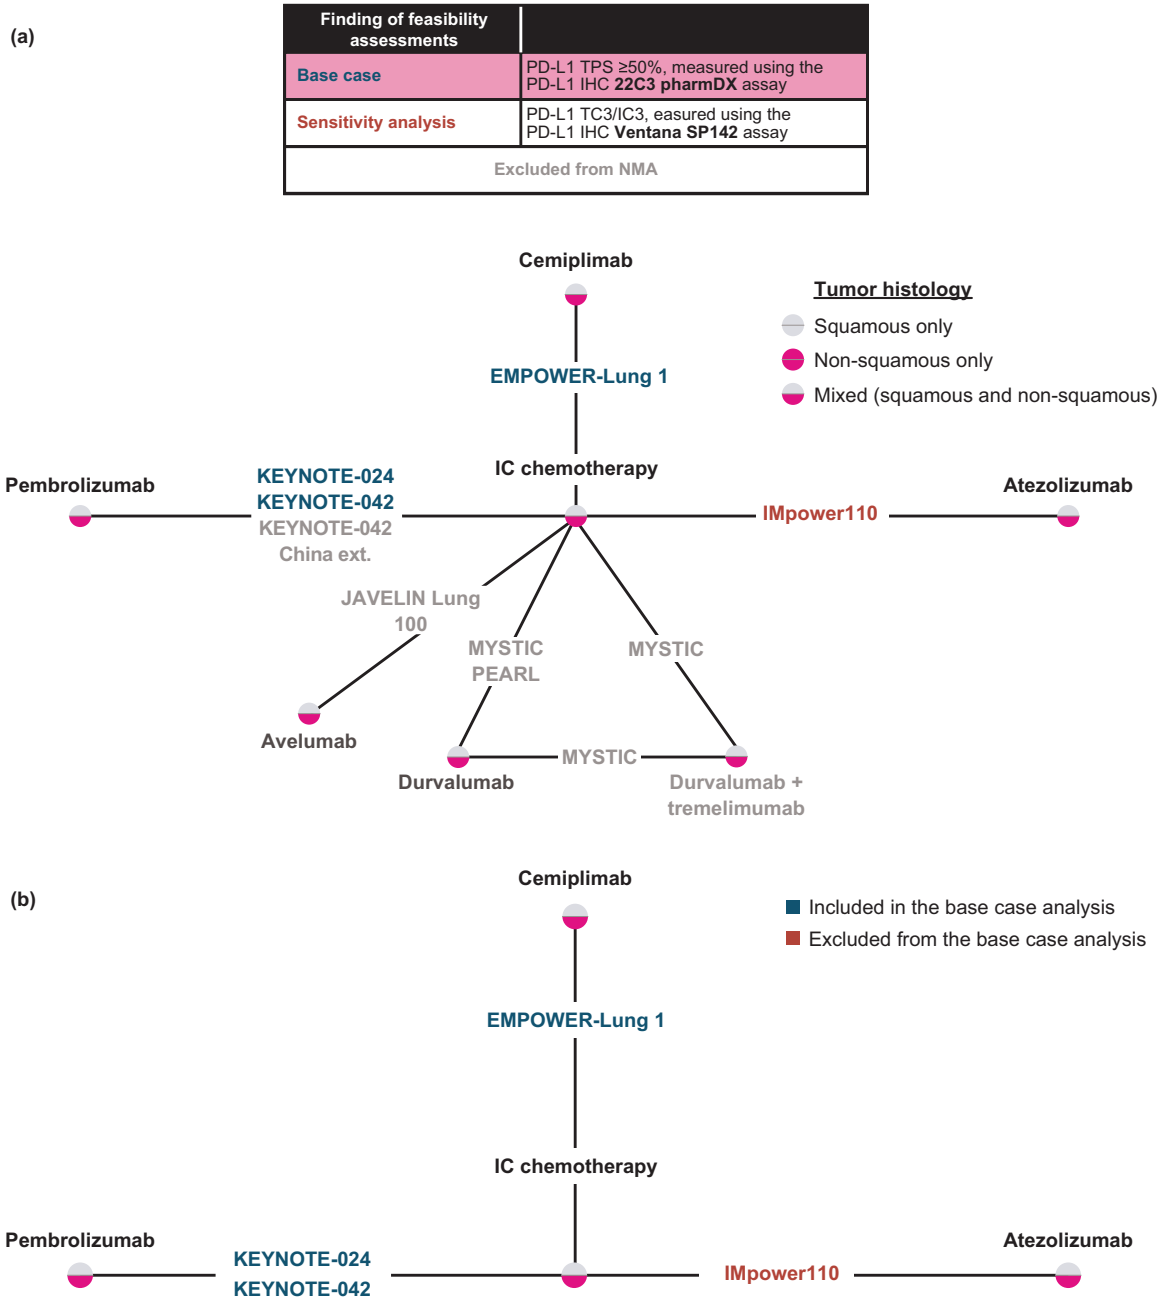 (a)
Finding of feasibility
assessments
Base case
PD-L1 TPS ≥50%, measured using the
PD-L1 IHC 22C3 pharmDX assay
Sensitivity analysis
PD-L1 TC3/IC3, easured using the
PD-L1 IHC Ventana SP142 assay
Excluded from NMA
Cemiplimab
Tumor histology
Squamous only
Non-squamous only
Mixed (squamous and non-squamous)
EMPOWER-Lung 1
IC chemotherapy
Pembrolizumab
KEYNOTE-024
KEYNOTE-042
KEYNOTE-042
China ext.
IMpower110
Atezolizumab
JAVELIN Lung
100
MYSTIC
PEARL
MYSTIC
Avelumab
MYSTIC
Durvalumab
Durvalumab +
tremelimumab
(b)
Cemiplimab
Included in the base case analysis
Excluded from the base case analysis
EMPOWER-Lung 1
IC chemotherapy
Pembrolizumab
KEYNOTE-024
KEYNOTE-042
IMpower110
Atezolizumab